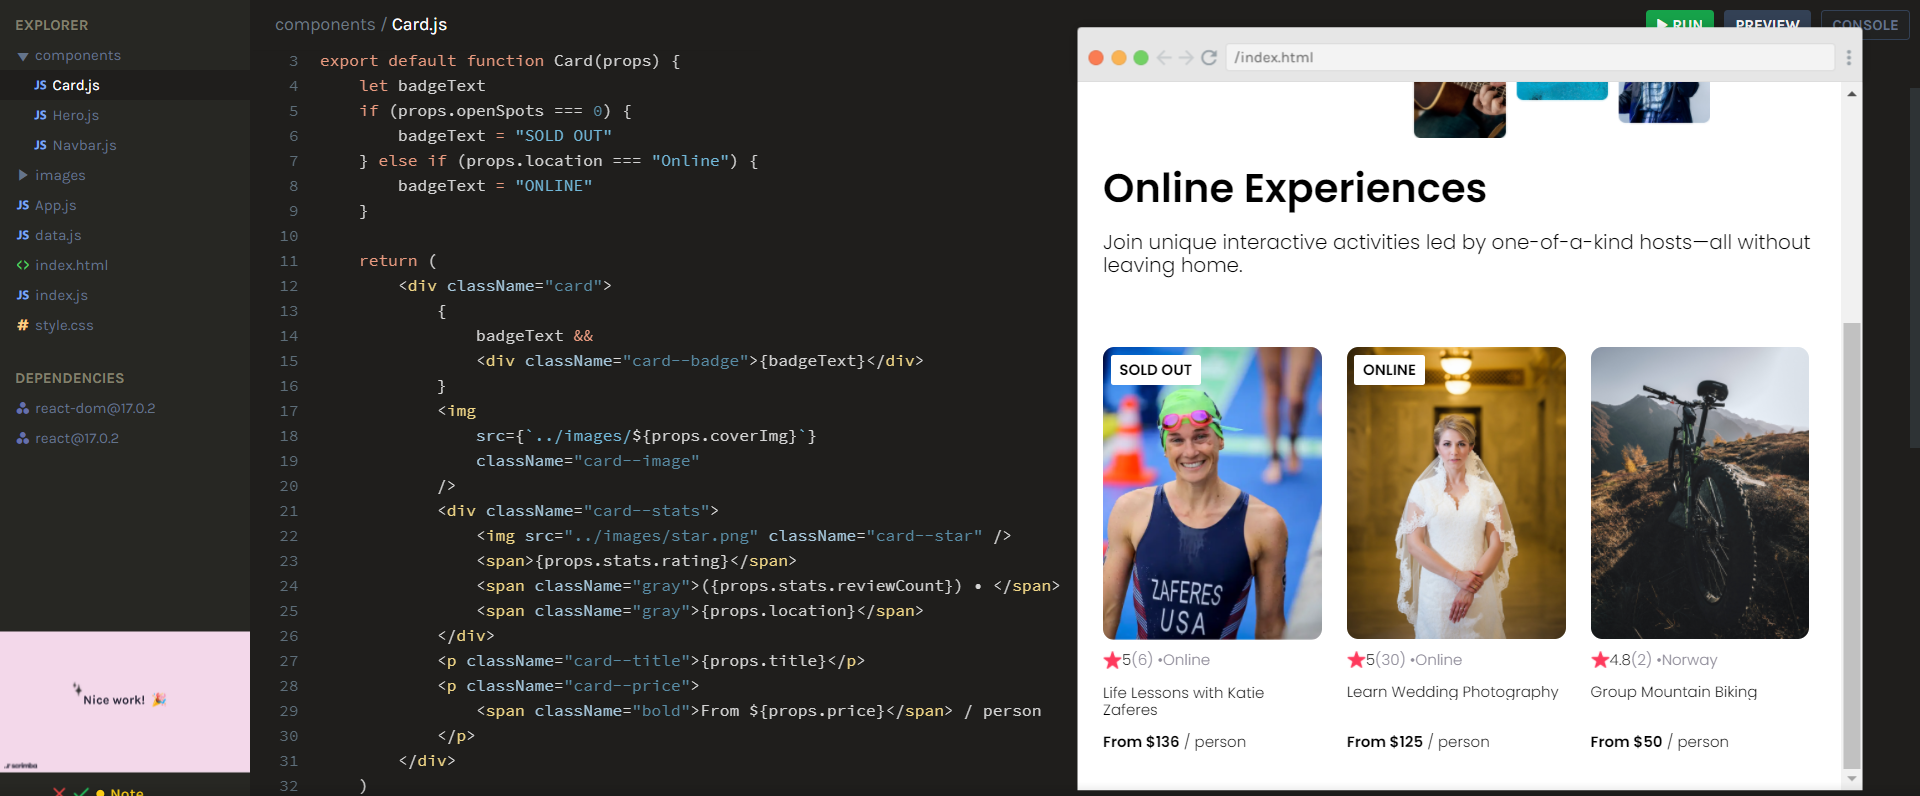 EXPLORER
components
JS Card.js
JS Hero.js
JS Navbar.js
images
JS App.js
JS data.js
<> index.html
JS index.js
# style.css
DEPENDENCIES
react-dom@17.0.2
react@17.0.2
Nice work!
scrimba
Note
components / Card.js
3 export default function Card(props) {
4 let badgeText
5 if (props.openSpots === 0) {
6 badgeText = "SOLD OUT"
7 } else if (props.location === "Online") {
8 badgeText = "ONLINE"
9 }
10
11 return (
12 <div className="card">
13 {
14 badgeText &&
15 <div className="card--badge">{badgeText}</div>
16 }
17 <img
18 src={`../images/${props.coverImg}`}
19 className="card--image"
20 />
21 <div className="card--stats">
22 <img src="../images/star.png" className="card--star" />
23 <span>{props.stats.rating}</span>
24 <span className="gray">({props.stats.reviewCount}) • </span>
25 <span className="gray">{props.location}</span>
26 </div>
27 <p className="card--title">{props.title}</p>
28 <p className="card--price">
29 <span className="bold">From ${props.price}</span> / person
30 </p>
31 </div>
32 )
RUN
PREVIEW
CONSOLE
/index.html
Online Experiences
Join unique interactive activities led by one-of-a-kind hosts—all without
leaving home.
SOLD OUT
ZAFERES
USA
5(6) •Online
Life Lessons with Katie
Zaferes
From $136 / person
ONLINE
5(30) •Online
Learn Wedding Photography
From $125 / person
4.8(2) •Norway
Group Mountain Biking
From $50 / person